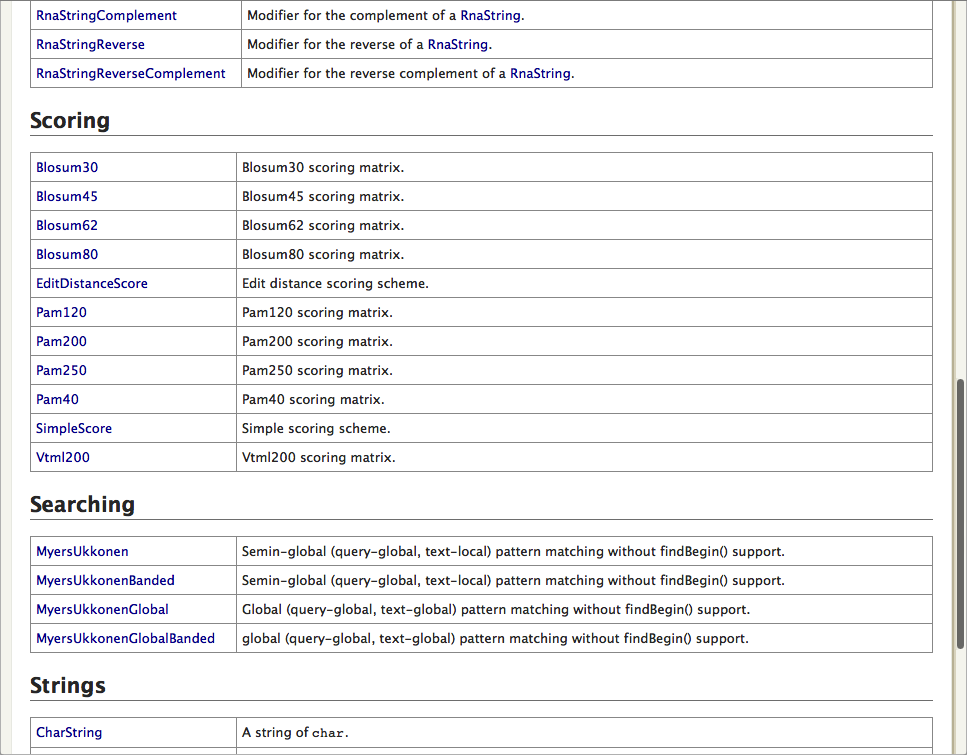 RnaStringComplement Modifier for the complement of a RnaString.
RnaStringReverse Modifier for the reverse of a RnaString.
RnaStringReverseComplement Modifier for the reverse complement of a RnaString.
Scoring
Blosum30 Blosum30 scoring matrix.
Blosum45 Blosum45 scoring matrix.
Blosum62 Blosum62 scoring matrix.
Blosum80 Blosum80 scoring matrix.
EditDistanceScore Edit distance scoring scheme.
Pam120 Pam120 scoring matrix.
Pam200 Pam200 scoring matrix.
Pam250 Pam250 scoring matrix.
Pam40 Pam40 scoring matrix.
SimpleScore Simple scoring scheme.
Vtml200 Vtml200 scoring matrix.
Searching
MyersUkkonen Semin-global (query-global, text-local) pattern matching without findBegin() support.
MyersUkkonenBanded Semin-global (query-global, text-local) pattern matching without findBegin() support.
MyersUkkonenGlobal Global (query-global, text-global) pattern matching without findBegin() support.
MyersUkkonenGlobalBanded global (query-global, text-global) pattern matching without findBegin() support.
Strings
CharString A string of char.